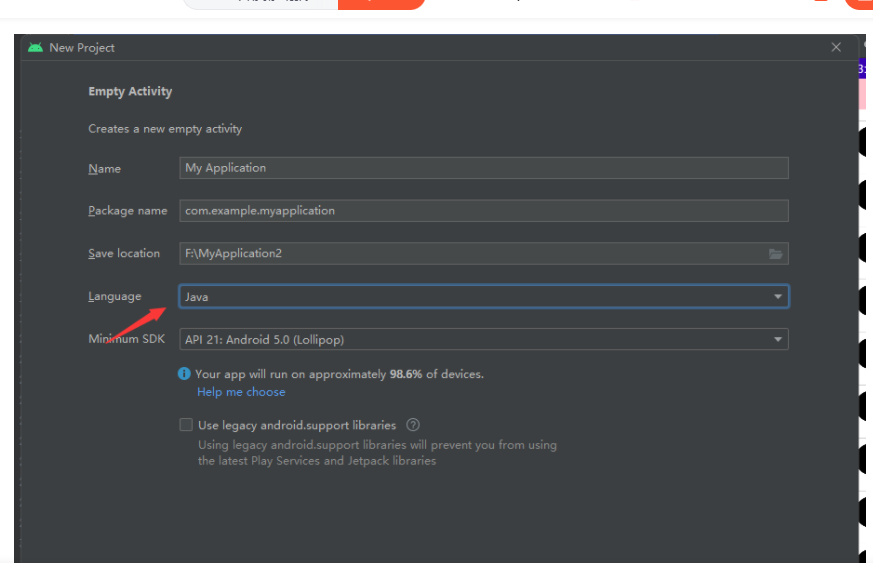 New Project
Empty Activity
Creates a new empty activity
Name
My Application
Package name
com.example.myapplication
Save location
F:\MyApplication2
Language
Java
Minimum SDK
API 21: Android 5.0 (Lollipop)
Your app will run on approximately 98.6% of devices.
Help me choose
Use legacy android.support libraries
Using legacy android.support libraries will prevent you from using
the latest Play Services and Jetpack libraries